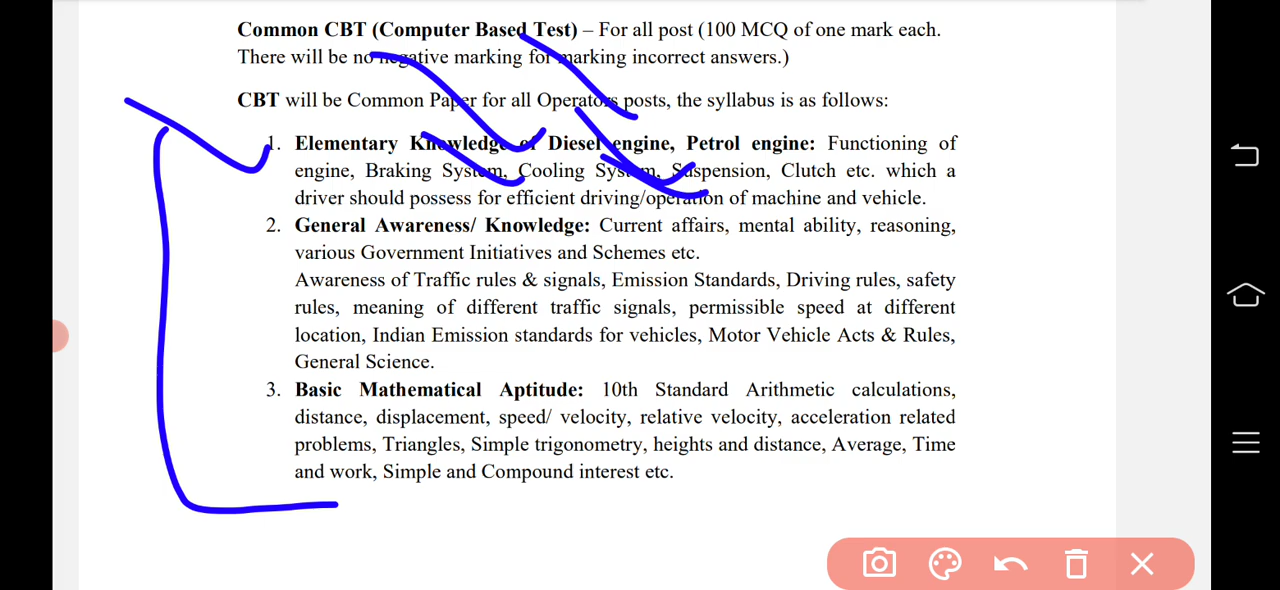 Common CBT (Computer Based Test) – For all post (100 MCQ of one mark each.
There will be no negative marking for marking incorrect answers.)
CBT will be Common Paper for all Operators posts, the syllabus is as follows:
1. Elementary Knowledge of Diesel engine, Petrol engine: Functioning of
engine, Braking System, Cooling System, Suspension, Clutch etc. which a
driver should possess for efficient driving/operation of machine and vehicle.
2. General Awareness/ Knowledge: Current affairs, mental ability, reasoning,
various Government Initiatives and Schemes etc.
Awareness of Traffic rules & signals, Emission Standards, Driving rules, safety
rules, meaning of different traffic signals, permissible speed at different
location, Indian Emission standards for vehicles, Motor Vehicle Acts & Rules,
General Science.
3. Basic Mathematical Aptitude: 10th Standard Arithmetic calculations,
distance, displacement, speed/ velocity, relative velocity, acceleration related
problems, Triangles, Simple trigonometry, heights and distance, Average, Time
and work, Simple and Compound interest etc.